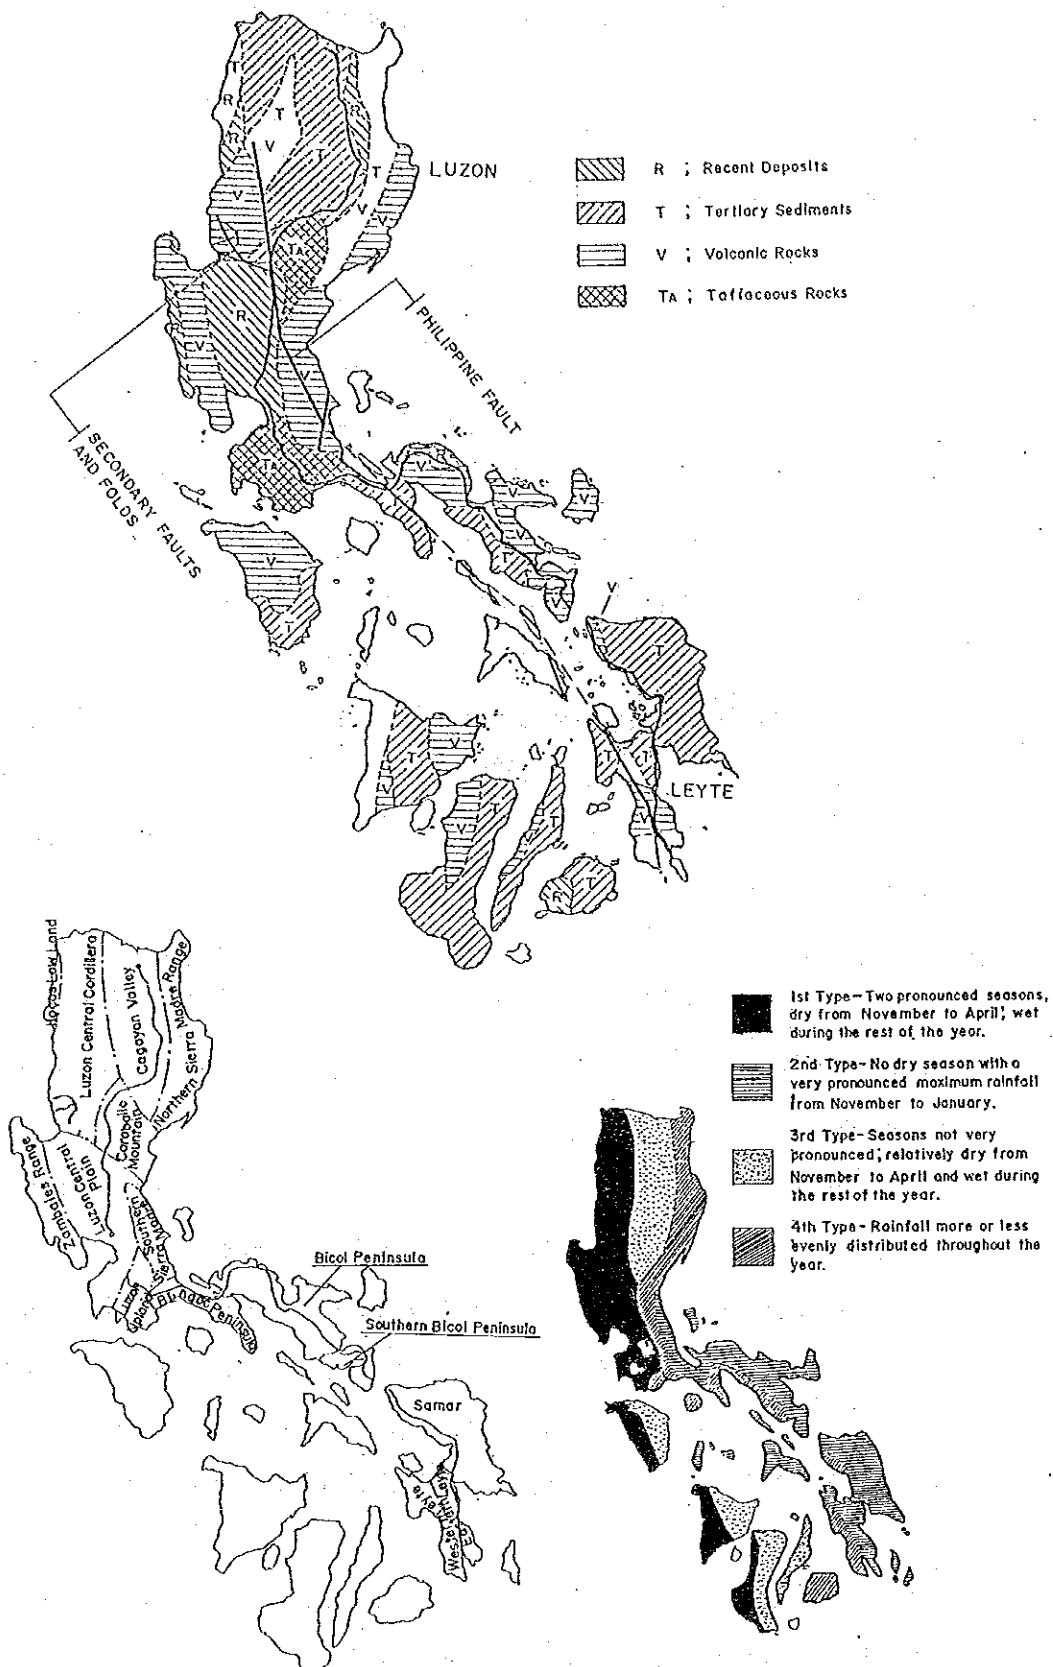 LUZON
R ; Recent Deposits
T ; Tertiary Sediments
V ; Volconic Rocks
TA ; Taffaceous Rocks
T
R
R
T
V
T
R
T
V
V
V
T
TA
R
R
V
V
TA
PHILIPPINE FAULT
SECONDARY FAULTS
AND FOLDS
R
V
V
V
V
T
T
V
V
T
V
T
V
T
V
T
T
LEYTE
V
V
T
V
T
R
T
Ilocos Low Land
Luzon Central Cordillera
Cagayan Valley
Northern Sierra Madre Range
Carabalio
Mountain
Zambales Range
Luzon Central
Plain
Southern
Sierra Madre
Luzon
Upland
Bondoc Peninsula
Bicol Peninsula
Southern Bicol Peninsula
Samar
Leyte
Western Leyte
1st Type-Two pronounced seasons,
dry from November to April; wet
during the rest of the year.
2nd Type-No dry season with a
very pronounced maximum rainfall
from November to January.
3rd Type-Seasons not very
pronounced; relatively dry from
November to April and wet during
the rest of the year.
4th Type-Rainfall more or less
evenly distributed throughout the
year.